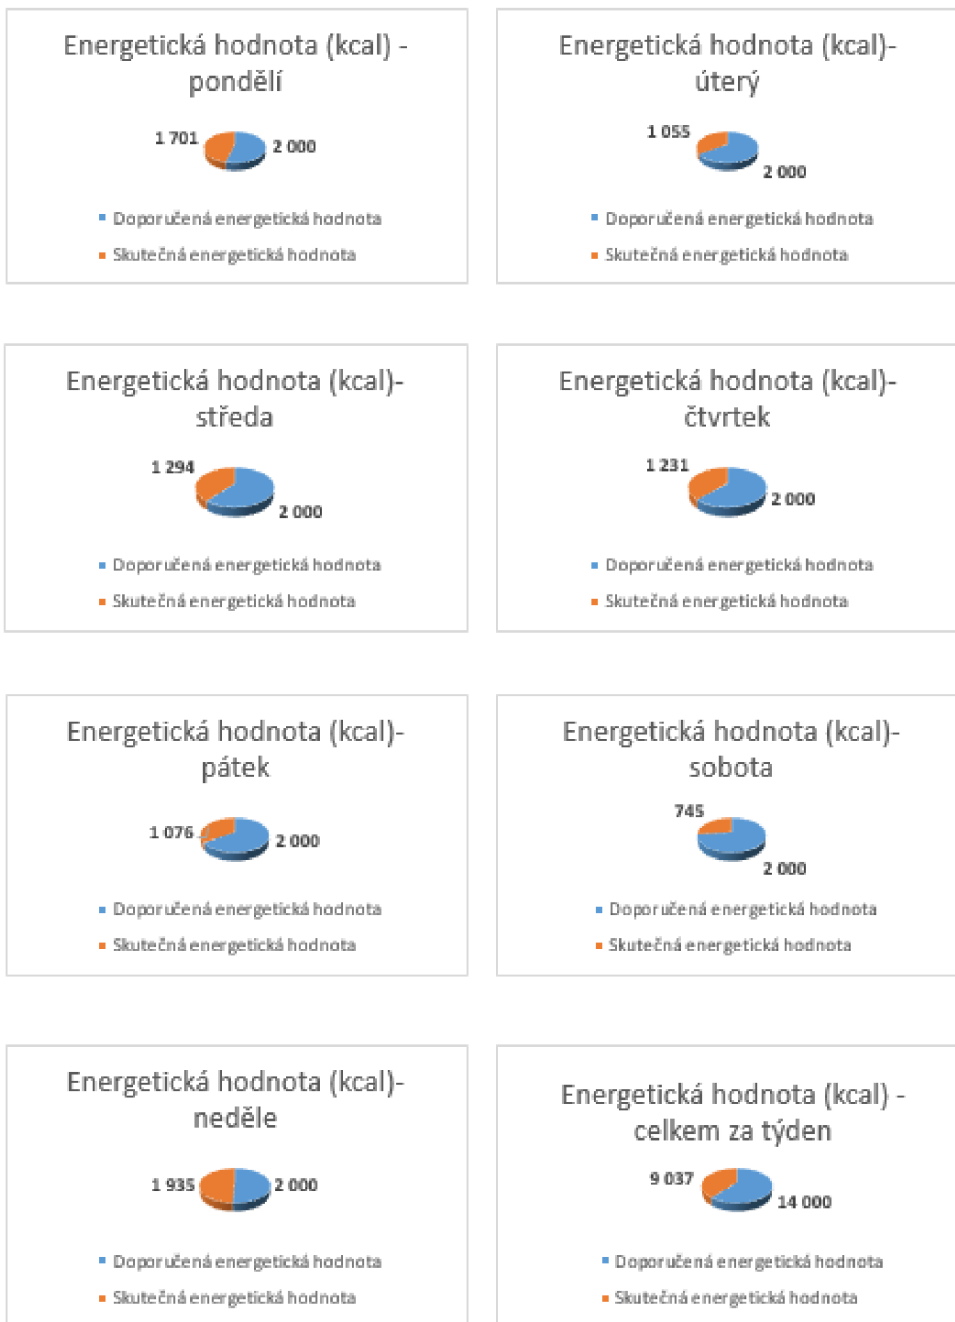 Energetická hodnota (kcal) -
pondělí
1 701
2 000
Doporučená energetická hodnota
Skutečná energetická hodnota
Energetická hodnota (kcal)-
úterý
1 055
2 000
Doporučená energetická hodnota
Skutečná energetická hodnota
Energetická hodnota (kcal)-
středa
1 294
2 000
Doporučená energetická hodnota
Skutečná energetická hodnota
Energetická hodnota (kcal)-
čtvrtek
1 231
2 000
Doporučená energetická hodnota
Skutečná energetická hodnota
Energetická hodnota (kcal)-
pátek
1 076
2 000
Doporučená energetická hodnota
Skutečná energetická hodnota
Energetická hodnota (kcal)-
sobota
745
2 000
Doporučená energetická hodnota
Skutečná energetická hodnota
Energetická hodnota (kcal)-
neděle
1 935
2 000
Doporučená energetická hodnota
Skutečná energetická hodnota
Energetická hodnota (kcal) -
celkem za týden
9 037
14 000
Doporučená energetická hodnota
Skutečná energetická hodnota